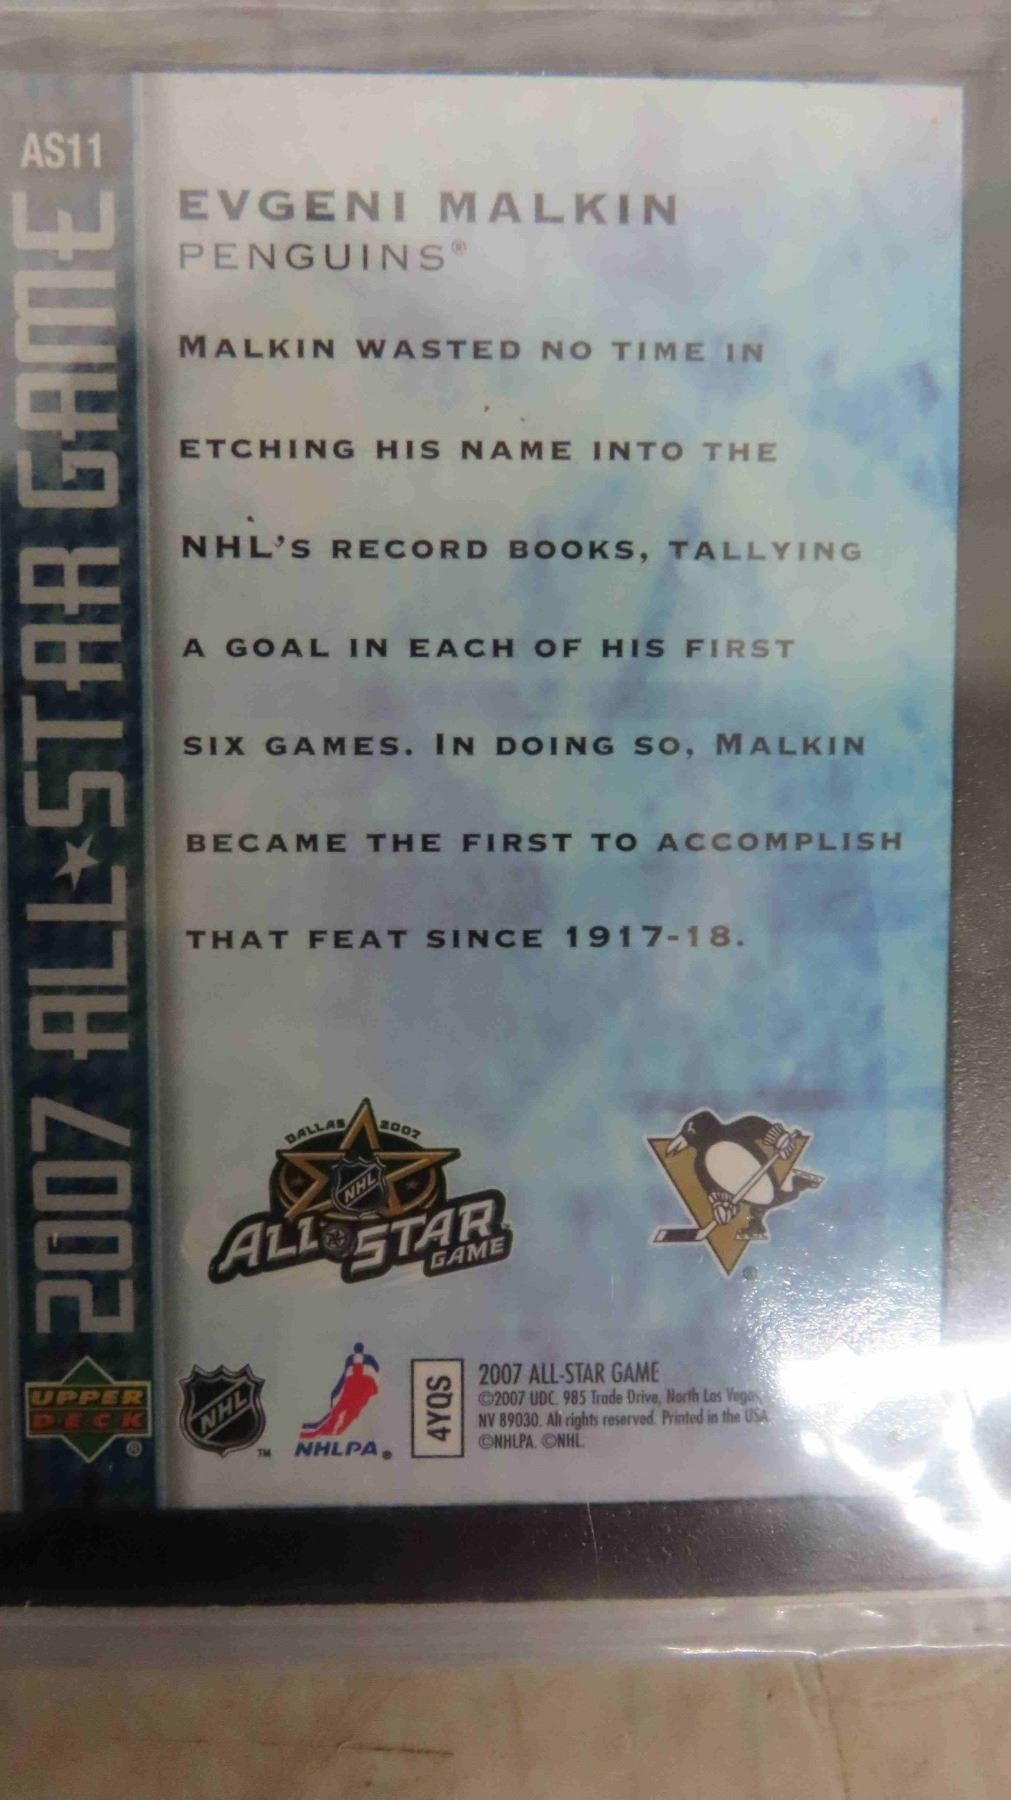 AS11
2007 ALL★STAR GAME
EVGENI MALKIN
PENGUINS®
MALKIN WASTED NO TIME IN
ETCHING HIS NAME INTO THE
NHL'S RECORD BOOKS, TALLYING
A GOAL IN EACH OF HIS FIRST
SIX GAMES. IN DOING SO, MALKIN
BECAME THE FIRST TO ACCOMPLISH
THAT FEAT SINCE 1917-18.
DALLAS 2007
NHL
ALL STAR
GAME
®
UPPER
DECK
®
NHL
™
NHLPA®
4YQS
2007 ALL-STAR GAME
©2007 UDC. 985 Trade Drive, North Las Vegas,
NV 89030. All rights reserved. Printed in the USA.
©NHLPA. ©NHL.